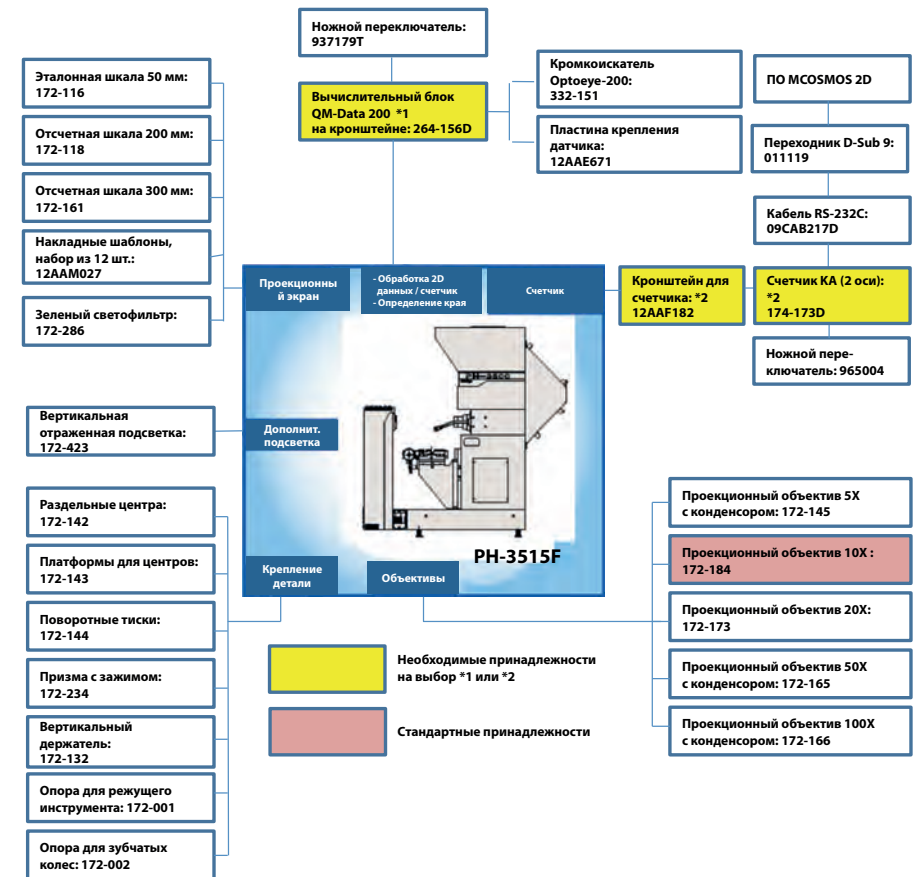 Ножной переключатель:
937179T
Эталонная шкала 50 мм:
172-116
Отсчетная шкала 200 мм:
172-118
Отсчетная шкала 300 мм:
172-161
Накладные шаблоны,
набор из 12 шт.:
12AAM027
Зеленый светофильтр:
172-286
Вычислительный блок
QM-Data 200 *1
на кронштейне: 264-156D
Кромкоискатель
Optoeye-200:
332-151
Пластина крепления
датчика:
12AAE671
ПО MCOSMOS 2D
Переходник D-Sub 9:
011119
Кабель RS-232C:
09CAB217D
Проекционны
й экран
- Обработка 2D
данных / счетчик
- Определение края
Счетчик
Кронштейн для
счетчика: *2
12AAF182
Счетчик KA (2 оси):
*2
174-173D
Ножной пере-
ключатель: 965004
Вертикальная
отраженная подсветка:
172-423
Дополнит.
подсветка
PH-3515F
Крепление
детали
Объективы
Раздельные центра:
172-142
Платформы для центров:
172-143
Поворотные тиски:
172-144
Призма с зажимом:
172-234
Вертикальный
держатель:
172-132
Опора для режущего
инструмента: 172-001
Опора для зубчатых
колес: 172-002
Необходимые принадлежности
на выбор *1 или *2
Стандартные принадлежности
Проекционный объектив 5X
с конденсором: 172-145
Проекционный объектив 10X :
172-184
Проекционный объектив 20X:
172-173
Проекционный объектив 50X
с конденсором: 172-165
Проекционный объектив 100X
с конденсором: 172-166